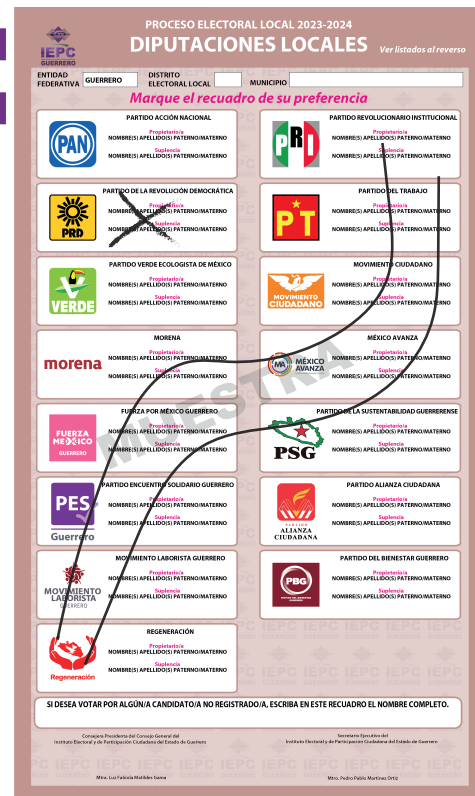 PROCESO ELECTORAL LOCAL 2023-2024
DIPUTACIONES LOCALES
Ver listados al reverso
IEPC
GUERRERO
ENTIDAD FEDERATIVA
GUERRERO
DISTRITO ELECTORAL LOCAL
MUNICIPIO
Marque el recuadro de su preferencia
PARTIDO ACCIÓN NACIONAL
PAN
Propietario/a
NOMBRE(S) APELLIDO(S) PATERNO/MATERNO
Suplencia
NOMBRE(S) APELLIDO(S) PATERNO/MATERNO
PARTIDO REVOLUCIONARIO INSTITUCIONAL
PRI
Propietario/a
NOMBRE(S) APELLIDO(S) PATERNO/MATERNO
Suplencia
NOMBRE(S) APELLIDO(S) PATERNO/MATERNO
PARTIDO DE LA REVOLUCIÓN DEMOCRÁTICA
PRD
Propietario/a
NOMBRE(S) APELLIDO(S) PATERNO/MATERNO
Suplencia
NOMBRE(S) APELLIDO(S) PATERNO/MATERNO
PARTIDO DEL TRABAJO
PT
Propietario/a
NOMBRE(S) APELLIDO(S) PATERNO/MATERNO
Suplencia
NOMBRE(S) APELLIDO(S) PATERNO/MATERNO
PARTIDO VERDE ECOLOGISTA DE MÉXICO
VERDE
Propietario/a
NOMBRE(S) APELLIDO(S) PATERNO/MATERNO
Suplencia
NOMBRE(S) APELLIDO(S) PATERNO/MATERNO
MOVIMIENTO CIUDADANO
MOVIMIENTO
CIUDADANO
Propietario/a
NOMBRE(S) APELLIDO(S) PATERNO/MATERNO
Suplencia
NOMBRE(S) APELLIDO(S) PATERNO/MATERNO
MORENA
morena
Propietario/a
NOMBRE(S) APELLIDO(S) PATERNO/MATERNO
Suplencia
NOMBRE(S) APELLIDO(S) PATERNO/MATERNO
MÉXICO AVANZA
MA
MÉXICO
AVANZA
Propietario/a
NOMBRE(S) APELLIDO(S) PATERNO/MATERNO
Suplencia
NOMBRE(S) APELLIDO(S) PATERNO/MATERNO
MUESTRA
FUERZA POR MÉXICO GUERRERO
FUERZA
MEXICO
GUERRERO
Propietario/a
NOMBRE(S) APELLIDO(S) PATERNO/MATERNO
Suplencia
NOMBRE(S) APELLIDO(S) PATERNO/MATERNO
PARTIDO DE LA SUSTENTABILIDAD GUERRERENSE
PSG
Propietario/a
NOMBRE(S) APELLIDO(S) PATERNO/MATERNO
Suplencia
NOMBRE(S) APELLIDO(S) PATERNO/MATERNO
PARTIDO ENCUENTRO SOLIDARIO GUERRERO
PES
Guerrero
Propietario/a
NOMBRE(S) APELLIDO(S) PATERNO/MATERNO
Suplencia
NOMBRE(S) APELLIDO(S) PATERNO/MATERNO
PARTIDO ALIANZA CIUDADANA
PARTIDO
ALIANZA
CIUDADANA
Propietario/a
NOMBRE(S) APELLIDO(S) PATERNO/MATERNO
Suplencia
NOMBRE(S) APELLIDO(S) PATERNO/MATERNO
MOVIMIENTO LABORISTA GUERRERO
MOVIMIENTO
LABORISTA
GUERRERO
Propietario/a
NOMBRE(S) APELLIDO(S) PATERNO/MATERNO
Suplencia
NOMBRE(S) APELLIDO(S) PATERNO/MATERNO
PARTIDO DEL BIENESTAR GUERRERO
PBG
Propietario/a
NOMBRE(S) APELLIDO(S) PATERNO/MATERNO
Suplencia
NOMBRE(S) APELLIDO(S) PATERNO/MATERNO
REGENERACIÓN
Regeneración
Propietario/a
NOMBRE(S) APELLIDO(S) PATERNO/MATERNO
Suplencia
NOMBRE(S) APELLIDO(S) PATERNO/MATERNO
SI DESEA VOTAR POR ALGÚN/A CANDIDATO/A NO REGISTRADO/A, ESCRIBA EN ESTE RECUADRO EL NOMBRE COMPLETO.
Consejera Presidenta del Consejo General del
Instituto Electoral y de Participación Ciudadana del Estado de Guerrero
Mtra. Luz Fabiola Matildes Gama
Secretario Ejecutivo del
Instituto Electoral y de Participación Ciudadana del Estado de Guerrero
Mtro. Pedro Pablo Martínez Ortiz